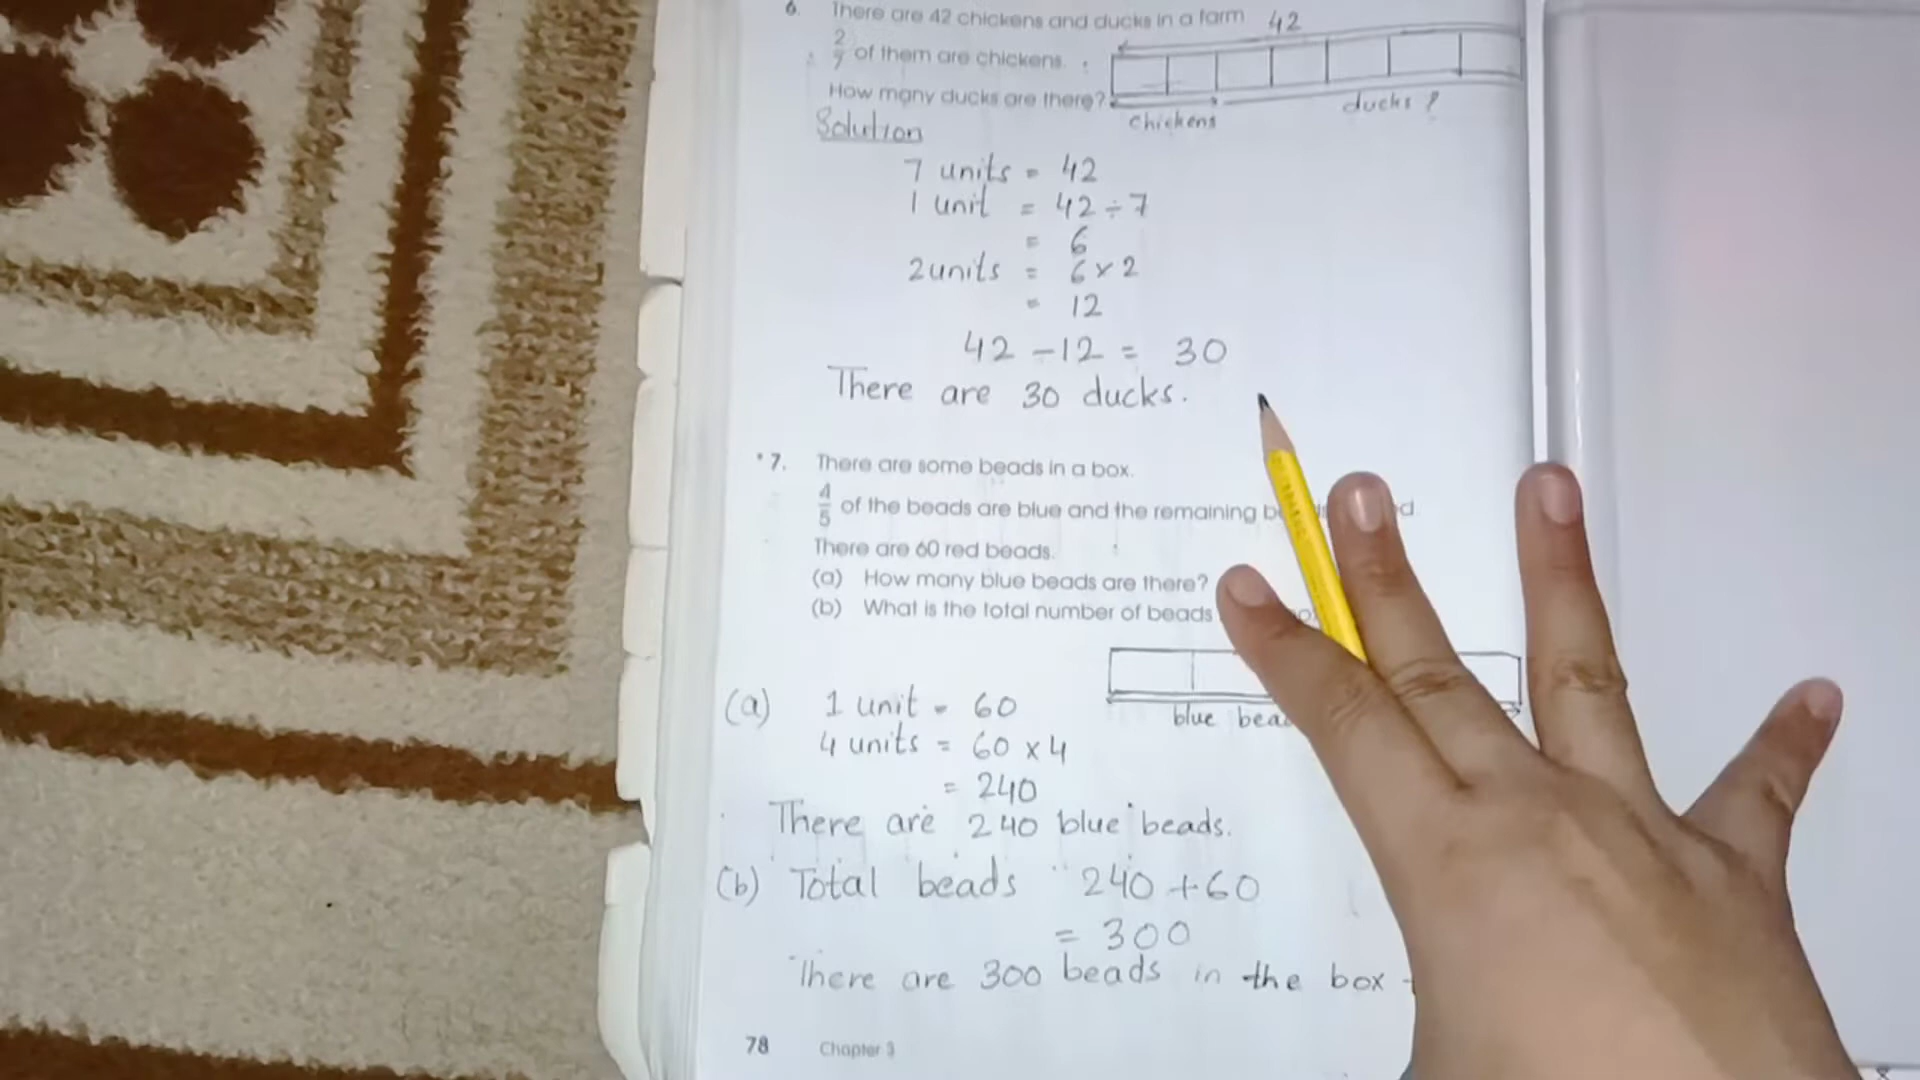 6. There are 42 chickens and ducks in a farm
42
2/7 of them are chickens.
How many ducks are there?
chickens
ducks ?
Solution
7 units = 42
1 unit = 42 ÷ 7
= 6
2 units = 6 x 2
= 12
42 - 12 = 30
There are 30 ducks.
*7. There are some beads in a box.
4/5 of the beads are blue and the remaining
There are 60 red beads.
(a) How many blue beads are there?
(b) What is the total number of beads
blue
(a) 1 unit = 60
4 units = 60 x 4
= 240
There are 240 blue beads.
(b) Total beads 240 + 60
= 300
There are 300 beads in the box
78 Chapter 3